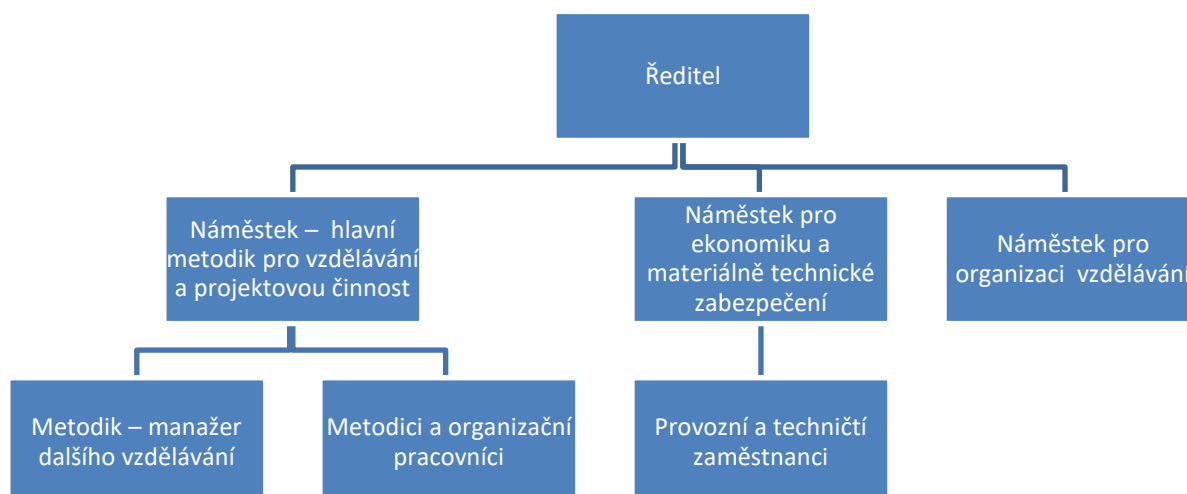 Ředitel
Náměstek – hlavní
metodik pro vzdělávání
a projektovou činnost
Náměstek pro
ekonomiku a
materiálně technické
zabezpečení
Náměstek pro
organizaci vzdělávání
Metodik – manažer
dalšího vzdělávání
Metodici a organizační
pracovníci
Provozní a techničtí
zaměstnanci